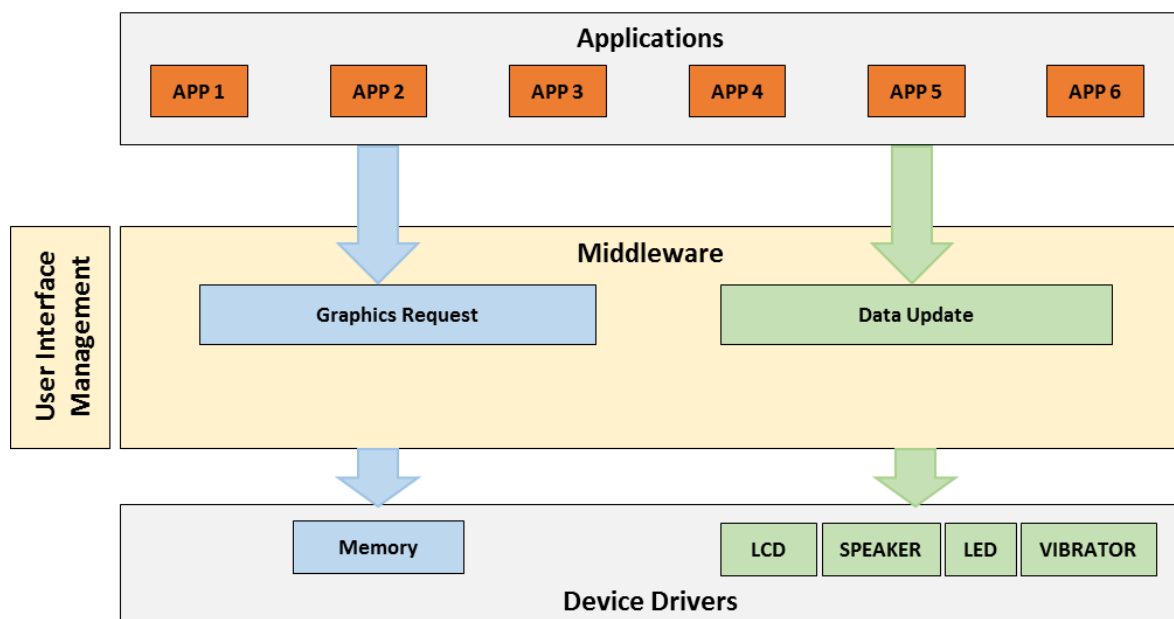 Applications
APP 1
APP 2
APP 3
APP 4
APP 5
APP 6
User Interface
Management
Middleware
Graphics Request
Data Update
Memory
LCD
SPEAKER
LED
VIBRATOR
Device Drivers